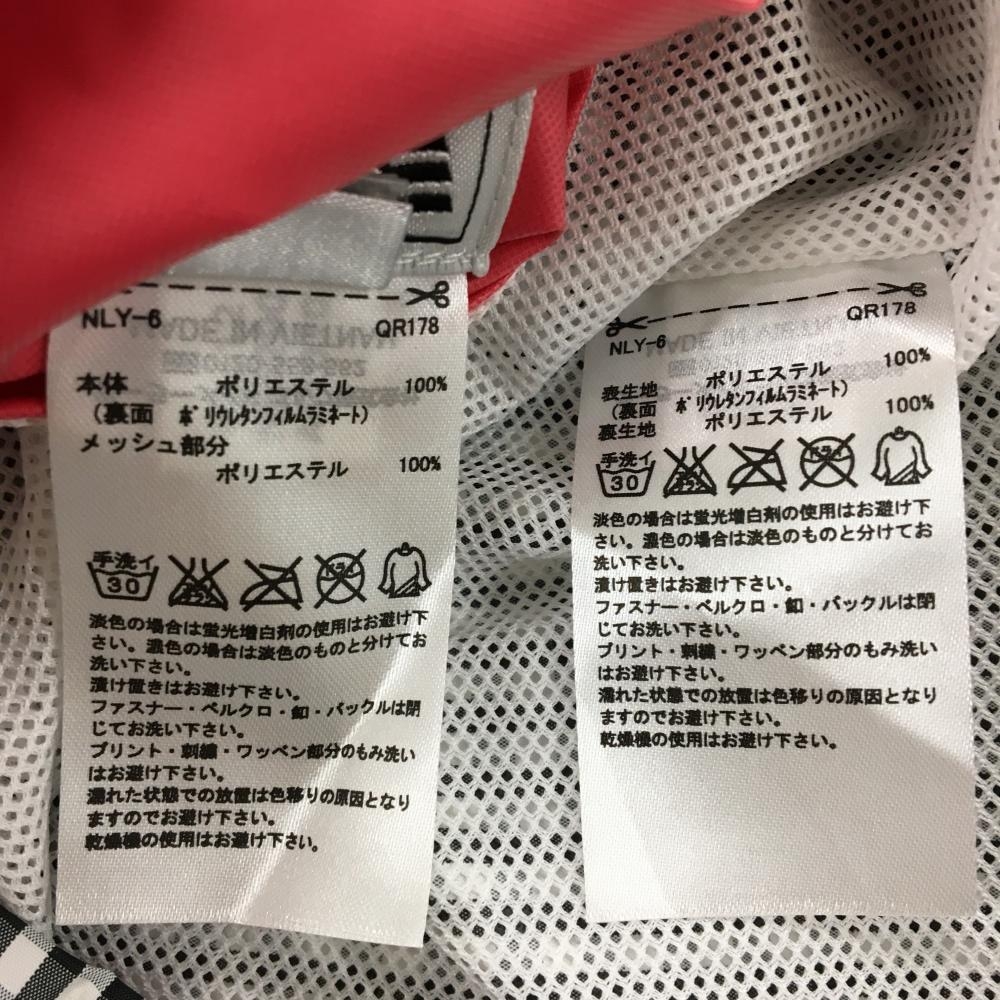 NLY-6 QR178
本体 ポリエステル 100%
(裏面 ポリウレタンフィルムラミネート)
メッシュ部分
ポリエステル 100%
手洗イ
30
淡色の場合は蛍光増白剤の使用はお避け下
さい。濃色の場合は淡色のものと分けてお
洗い下さい。
漬け置きはお避け下さい。
ファスナー・ベルクロ・釦・バックルは閉
じてお洗い下さい。
プリント・刺繍・ワッペン部分のもみ洗い
はお避け下さい。
濡れた状態での放置は色移りの原因となり
ますのでお避け下さい。
乾燥機の使用はお避け下さい。
NLY-6 QR178
表生地 ポリエステル 100%
(裏面 ポリウレタンフィルムラミネート)
裏生地 ポリエステル 100%
手洗イ
30
淡色の場合は蛍光増白剤の使用はお避け下
さい。濃色の場合は淡色のものと分けてお
洗い下さい。
漬け置きはお避け下さい。
ファスナー・ベルクロ・釦・バックルは閉
じてお洗い下さい。
プリント・刺繍・ワッペン部分のもみ洗い
はお避け下さい。
濡れた状態での放置は色移りの原因となり
ますのでお避け下さい。
乾燥機の使用はお避け下さい。